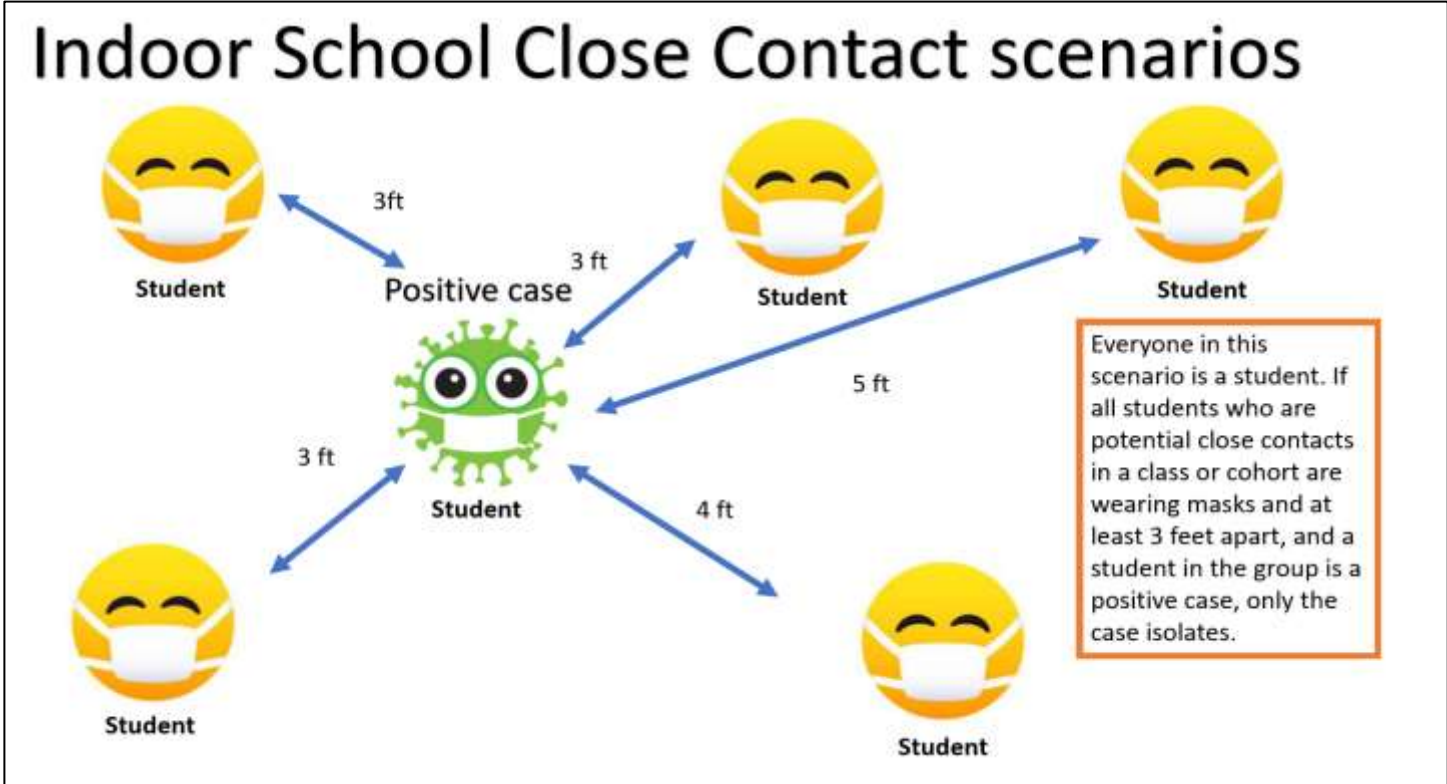 Indoor School Close Contact scenarios
3ft
3 ft
Student
Positive case
Student
Student
5 ft
Everyone in this
scenario is a student. If
all students who are
potential close contacts
in a class or cohort are
wearing masks and at
least 3 feet apart, and a
student in the group is a
positive case, only the
case isolates.
3 ft
Student
4 ft
Student
Student